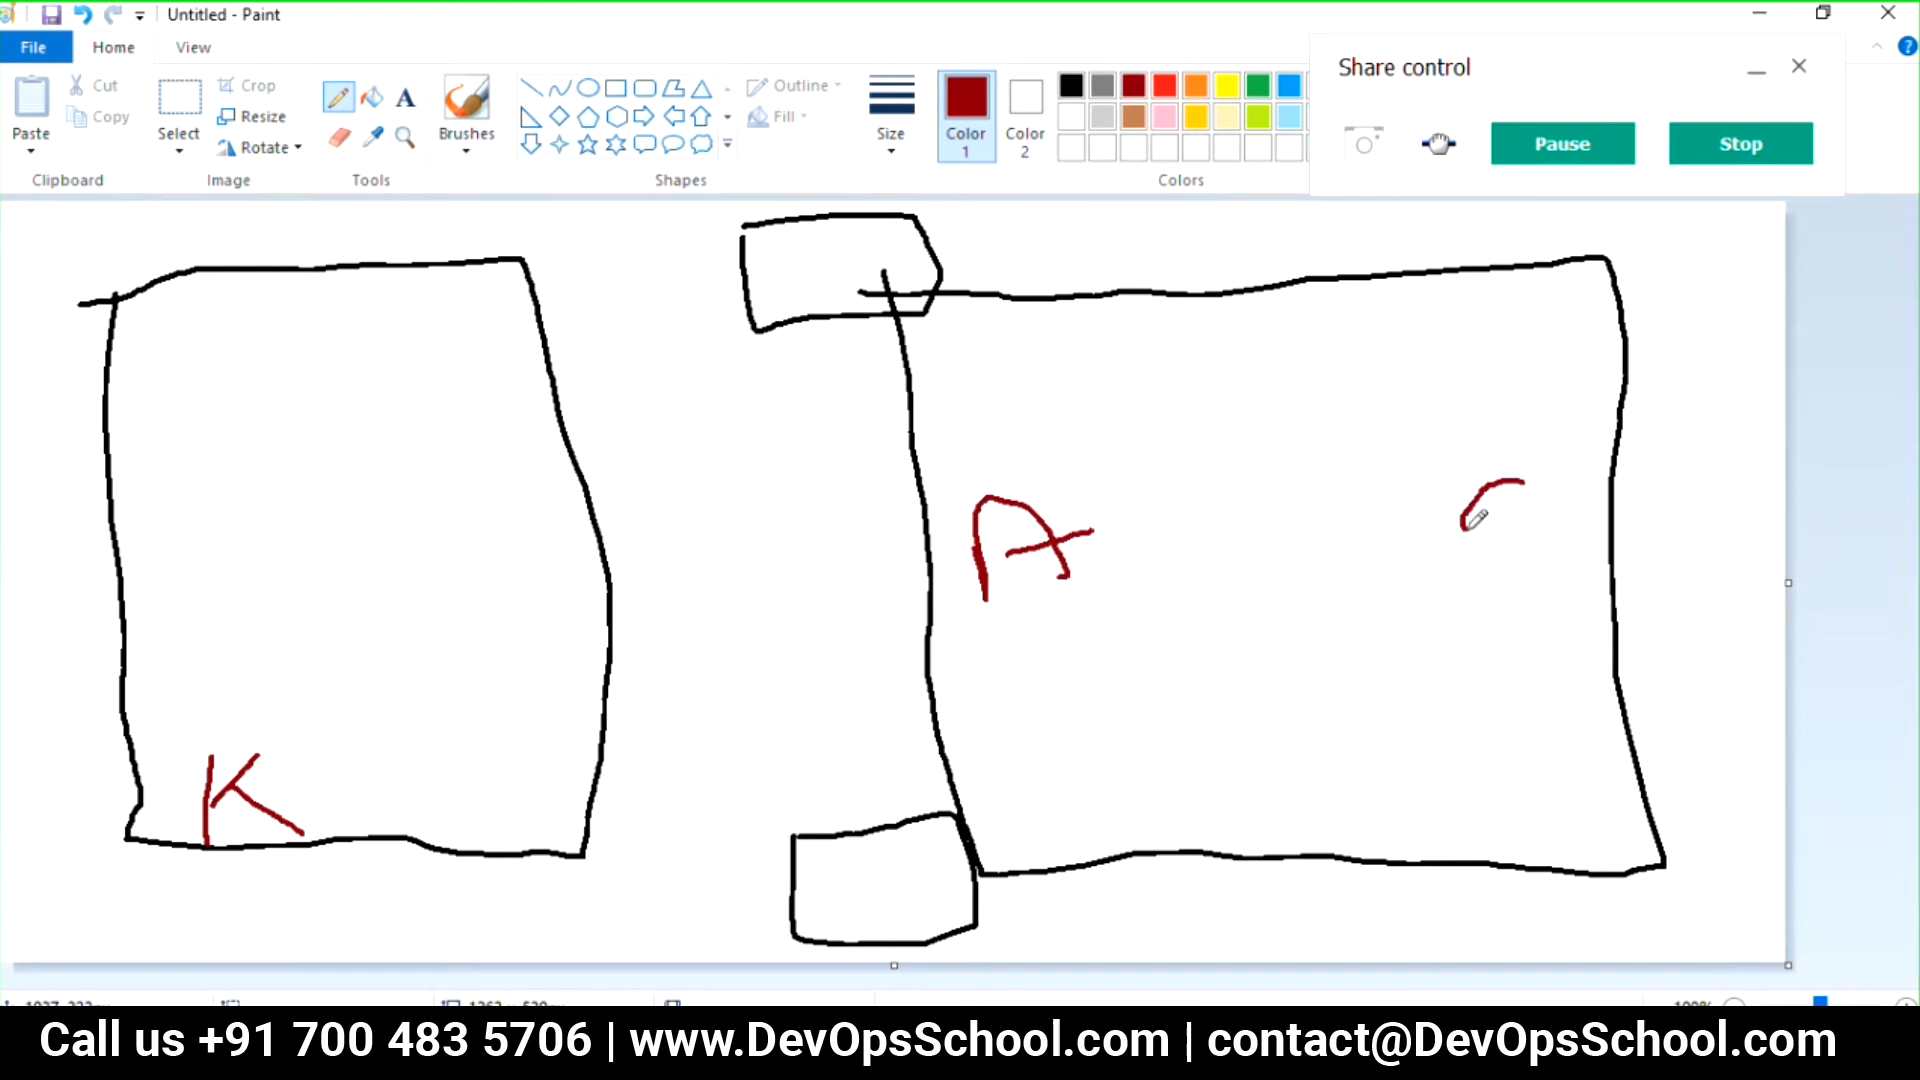 Untitled - Paint
File Home View
Share control
Paste
Cut
Copy
Clipboard
Select
Crop
Resize
Rotate
Image
A
Tools
Brushes
Shapes
Outline
Fill
Size
Color 1
Color 2
Colors
Pause Stop
A
K
Call us +91 700 483 5706 | www.DevOpsSchool.com | contact@DevOpsSchool.com